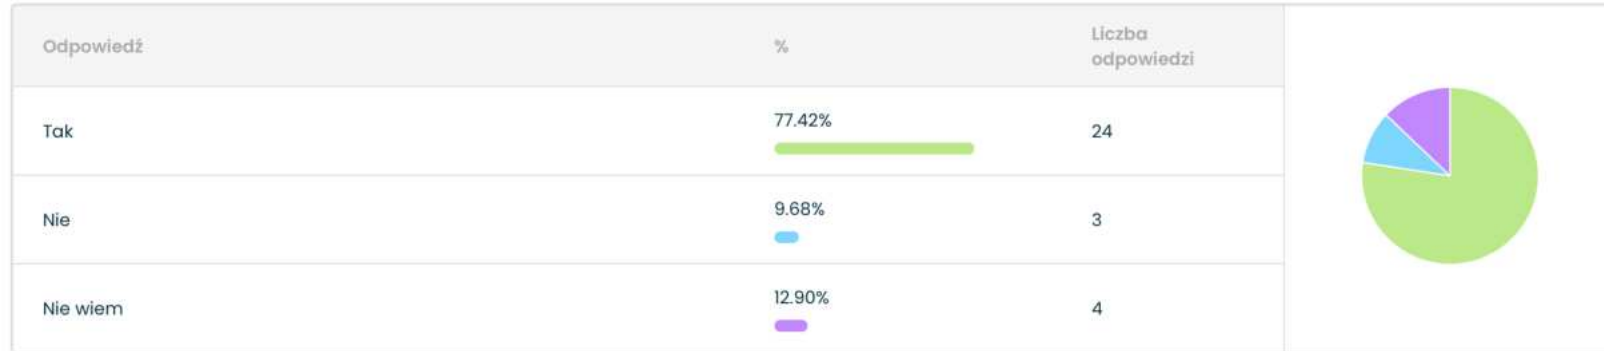 Odpowiedź % Liczba odpowiedzi
Tak 77.42% 24
Nie 9.68% 3
Nie wiem 12.90% 4